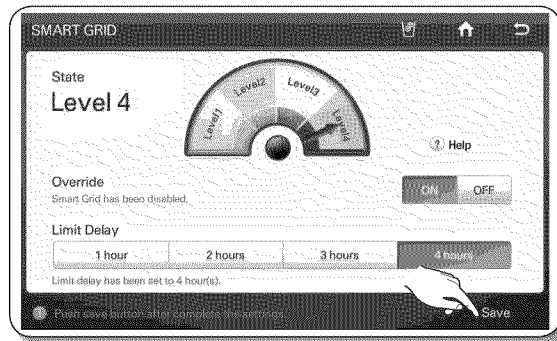 SMART GRID
State
Level 4
Level1
Level2
Level3
Level4
Help
Override
Smart Grid has been disabled.
ON OFF
Limit Delay
1 hour 2 hours 3 hours 4 hours
Limit delay has been set to 4 hour(s).
Push save button after complete the settings.
Save